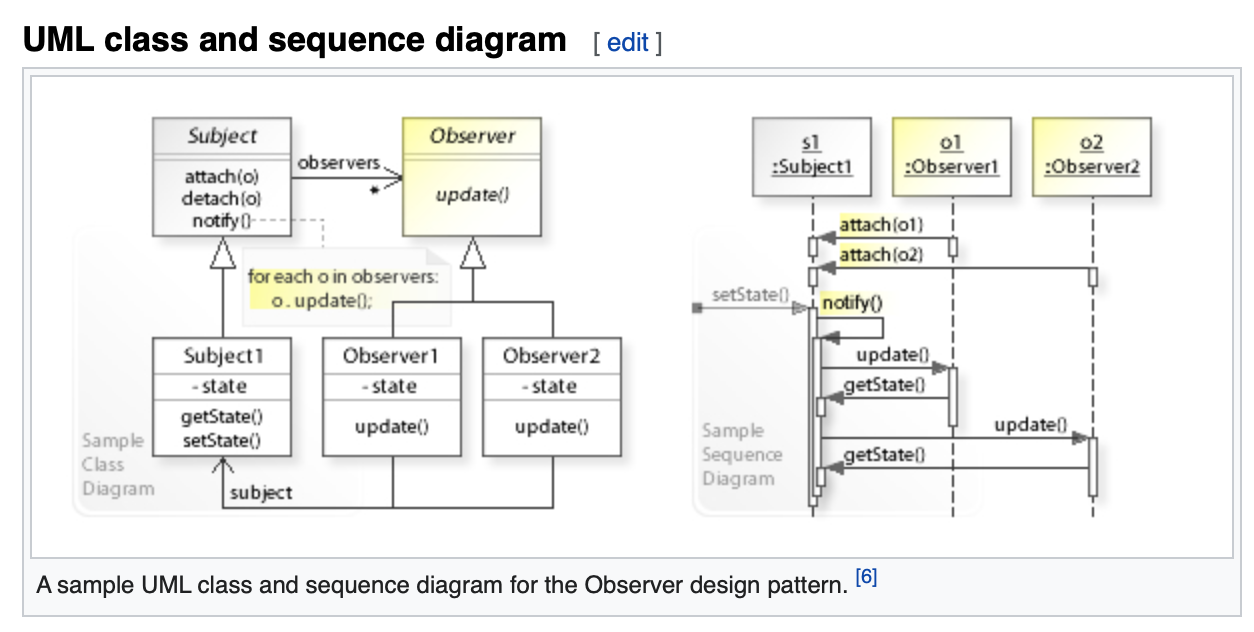 UML class and sequence diagram [ edit ]
Subject
attach(o)
detach(o)
notify()
observers
*
Observer
update()
for each o in observers:
o . update();
Subject1
- state
getState()
setState()
Observer1
- state
update()
Observer2
- state
update()
subject
Sample
Class
Diagram
s1
:Subject1
o1
:Observer1
o2
:Observer2
attach(o1)
attach(o2)
setState()
notify()
update()
getState()
update()
getState()
Sample
Sequence
Diagram
A sample UML class and sequence diagram for the Observer design pattern. [6]